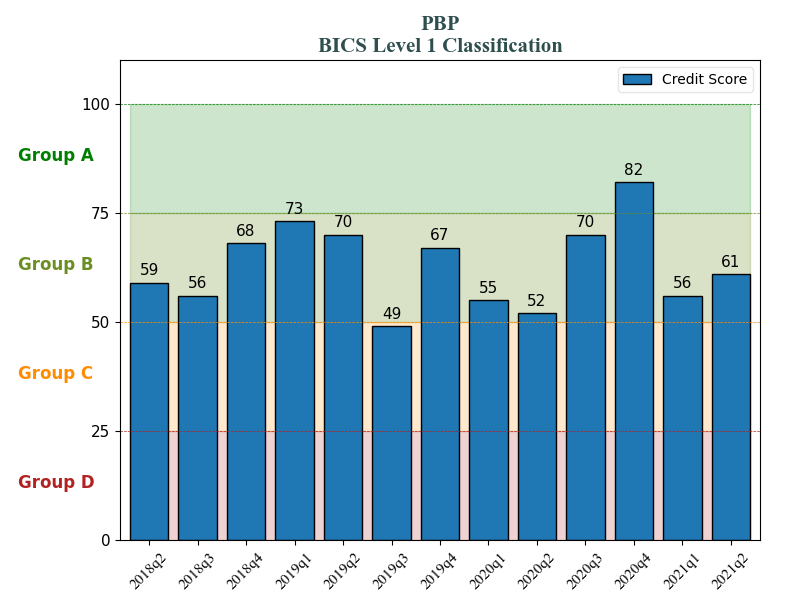 PBP
BICS Level 1 Classification
Credit Score
100
Group A
82
75
73
70
70
68
67
Group B
61
59
56
56
55
52
50
49
Group C
25
Group D
0
2018q2
2018q3
2018q4
2019q1
2019q2
2019q3
2019q4
2020q1
2020q2
2020q3
2020q4
2021q1
2021q2